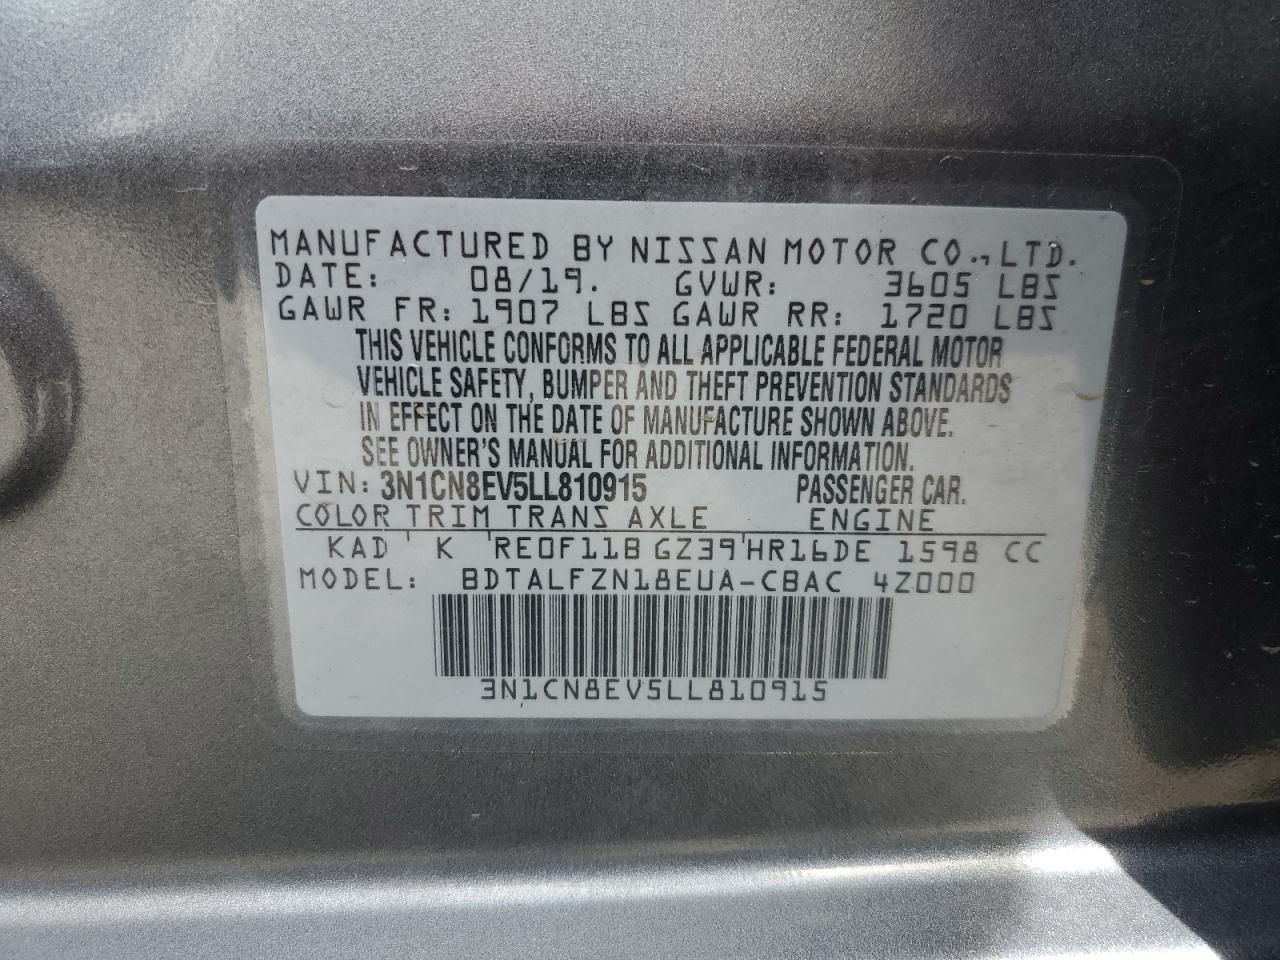 MANUFACTURED BY NISSAN MOTOR CO., LTD.
DATE: 08/19. GVWR: 3605 LBS
GAWR FR: 1907 LBS GAWR RR: 1720 LBS
THIS VEHICLE CONFORMS TO ALL APPLICABLE FEDERAL MOTOR
VEHICLE SAFETY, BUMPER AND THEFT PREVENTION STANDARDS
IN EFFECT ON THE DATE OF MANUFACTURE SHOWN ABOVE.
SEE OWNER'S MANUAL FOR ADDITIONAL INFORMATION.
VIN: 3N1CN8EV5LL810915 PASSENGER CAR.
COLOR TRIM TRANS AXLE ENGINE
KAD ' K ' RE0F11B GZ39 ' HR16DE 1598 CC
MODEL: BDTALFZN18EUA-CBAC 4Z000
3N1CN8EV5LL810915